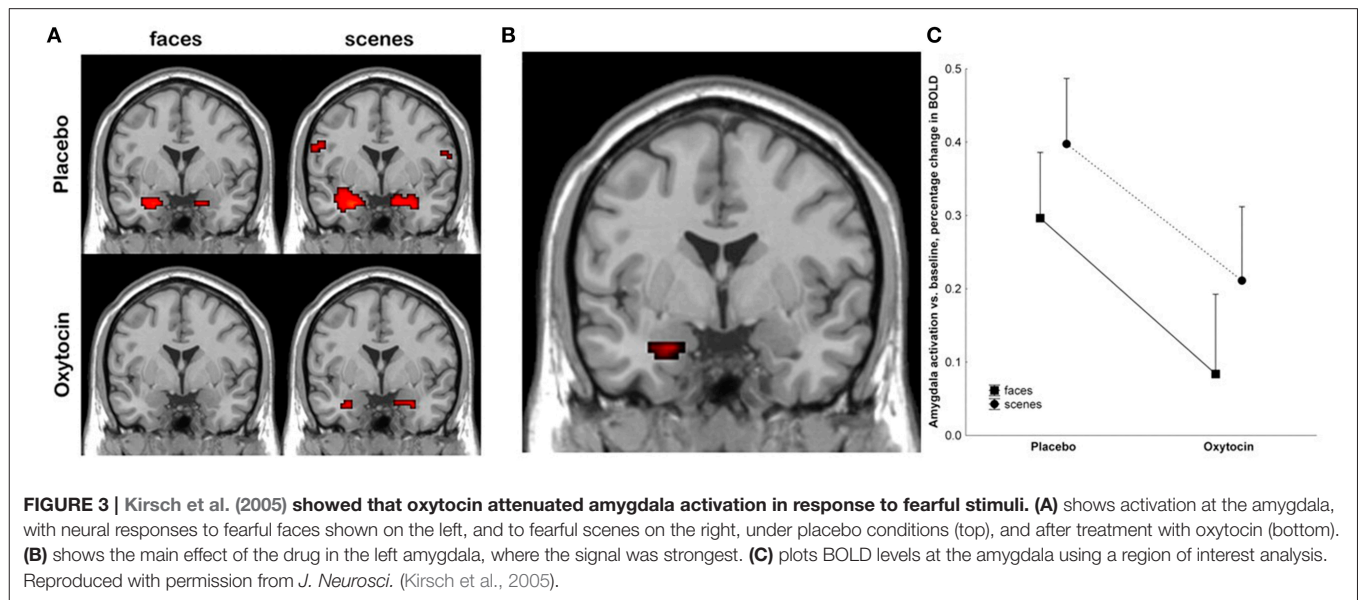 A
faces
scenes
Placebo
Oxytocin
B
C
Amygdala activation vs. baseline, percentage change in BOLD
0.5
0.4
0.3
0.2
0.1
0.0
faces
scenes
Placebo
Oxytocin
FIGURE 3 | Kirsch et al. (2005) showed that oxytocin attenuated amygdala activation in response to fearful stimuli. (A) shows activation at the amygdala,
with neural responses to fearful faces shown on the left, and to fearful scenes on the right, under placebo conditions (top), and after treatment with oxytocin (bottom).
(B) shows the main effect of the drug in the left amygdala, where the signal was strongest. (C) plots BOLD levels at the amygdala using a region of interest analysis.
Reproduced with permission from J. Neurosci. (Kirsch et al., 2005).